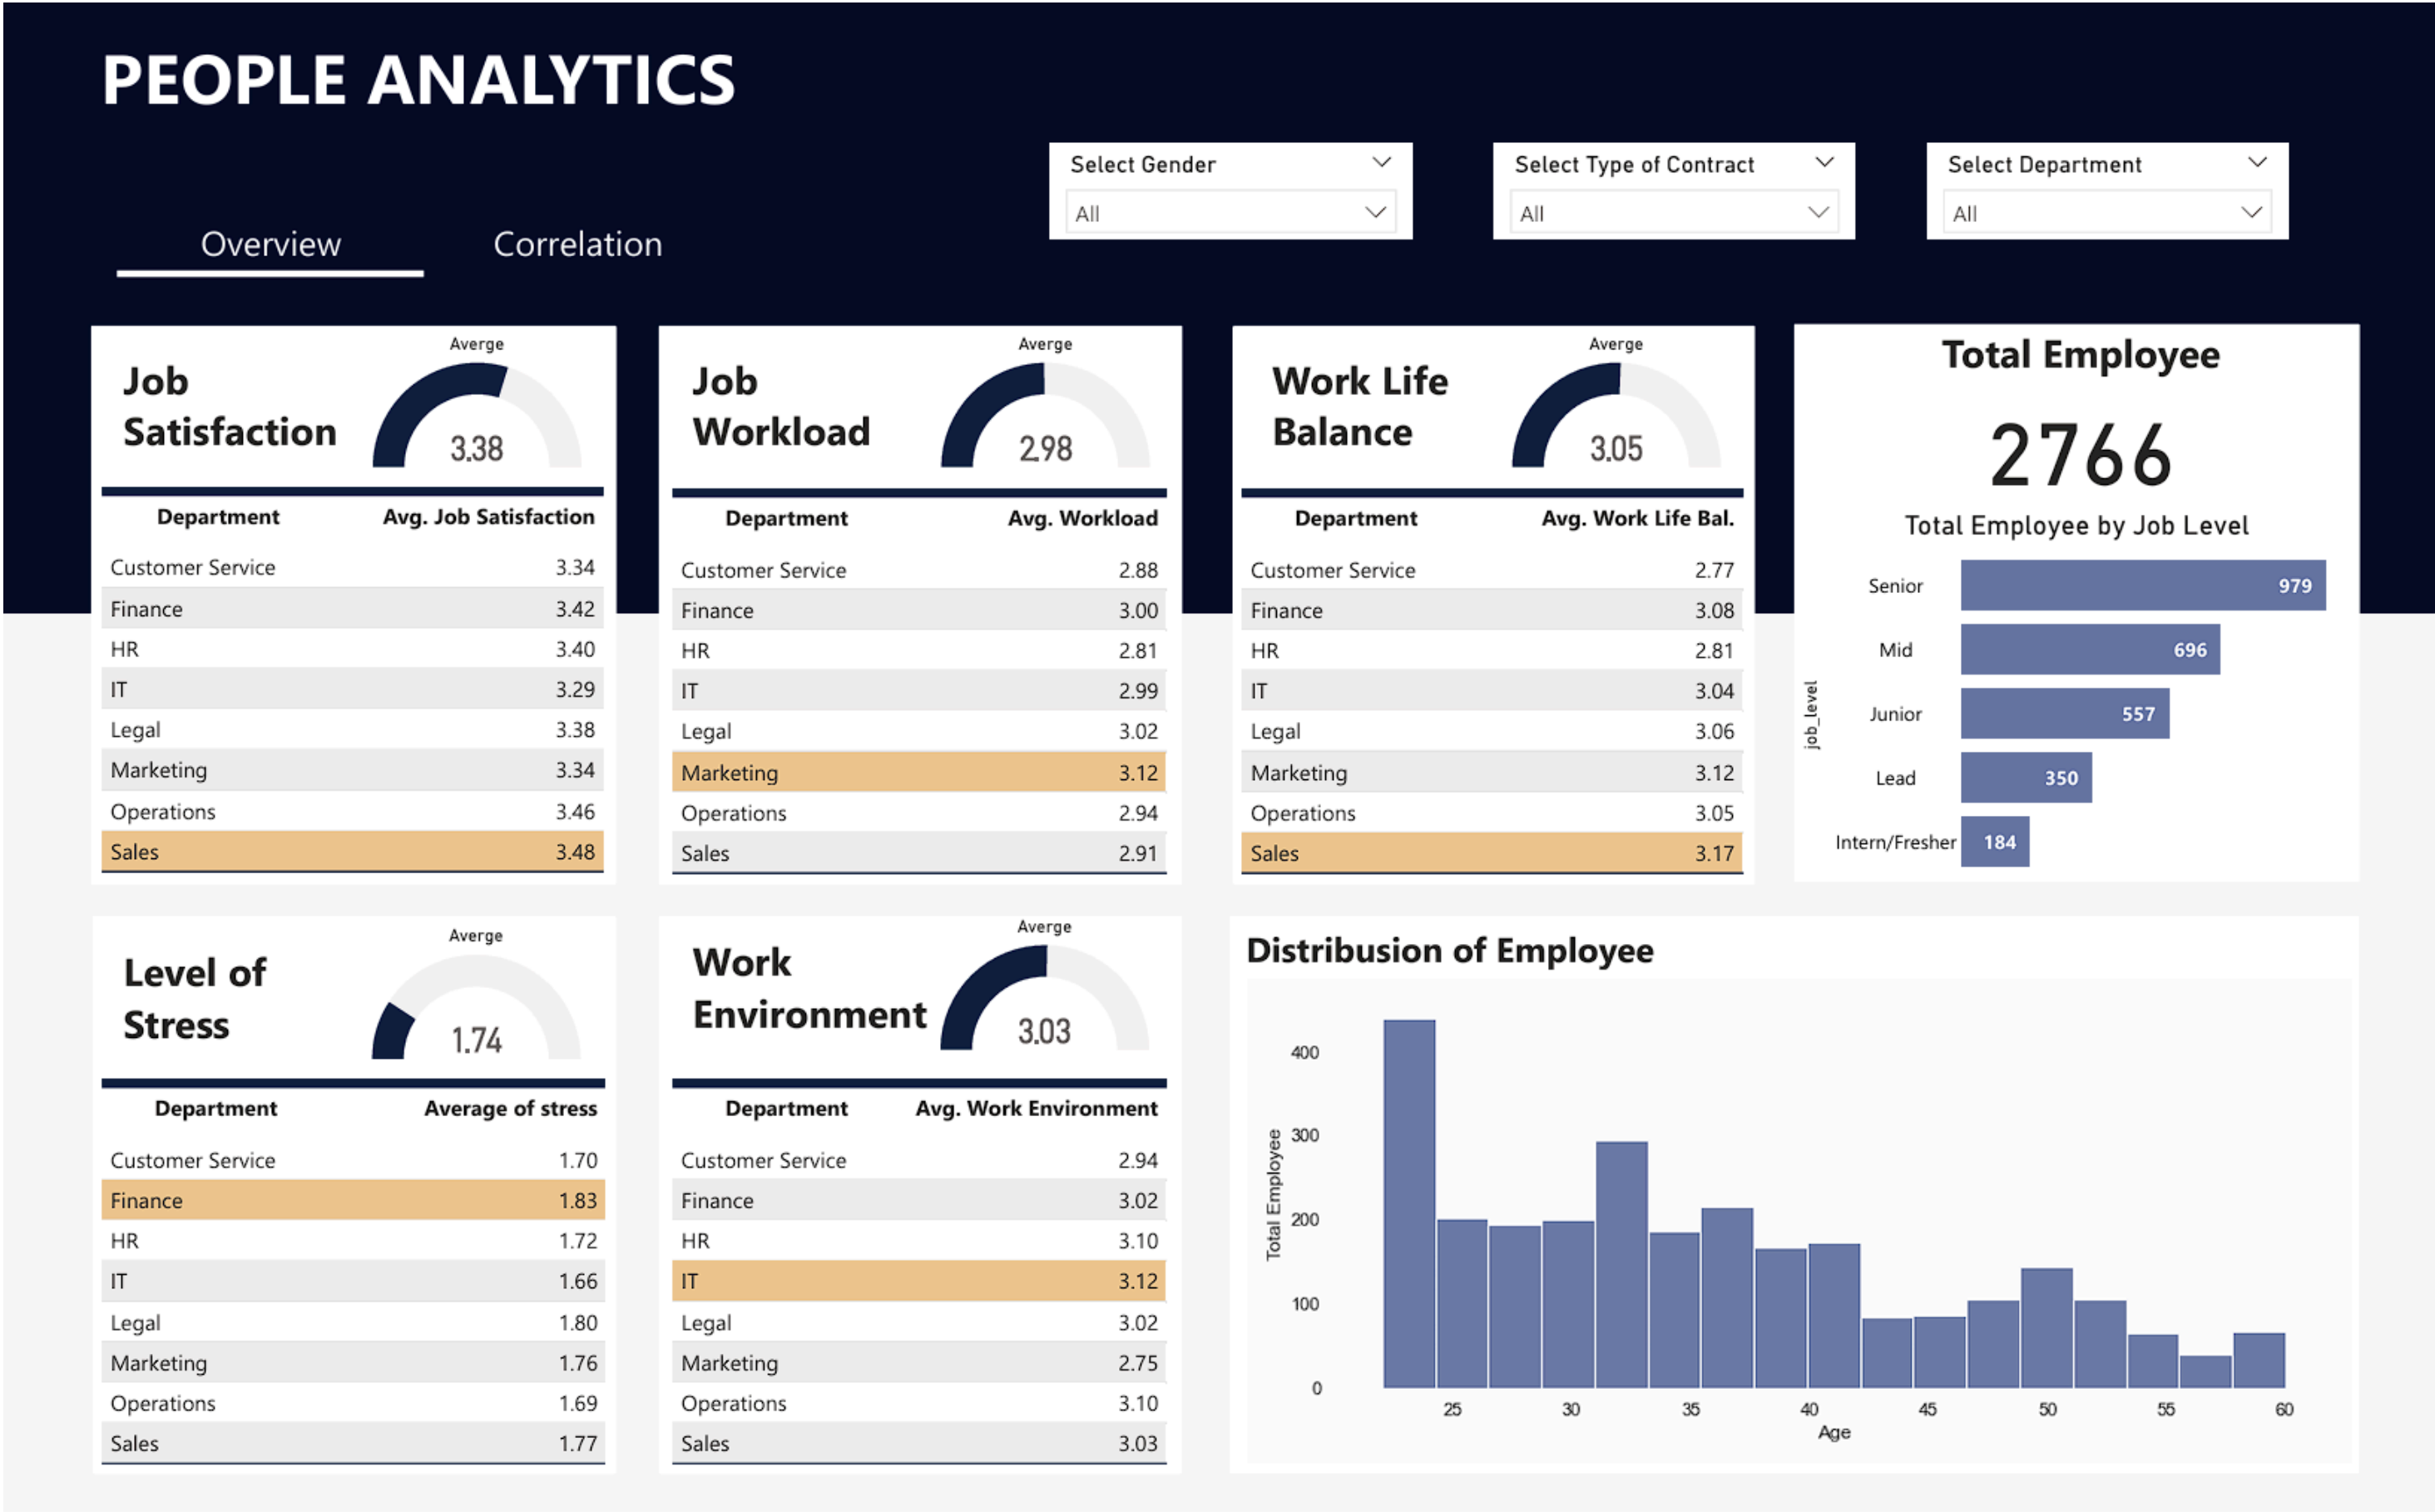 PEOPLE ANALYTICS
Select Gender
All
Select Type of Contract
All
Select Department
All
Overview
Correlation
Job
Satisfaction
Averge
3.38
Department Avg. Job Satisfaction
Customer Service 3.34
Finance 3.42
HR 3.40
IT 3.29
Legal 3.38
Marketing 3.34
Operations 3.46
Sales 3.48
Job
Workload
Averge
2.98
Department Avg. Workload
Customer Service 2.88
Finance 3.00
HR 2.81
IT 2.99
Legal 3.02
Marketing 3.12
Operations 2.94
Sales 2.91
Work Life
Balance
Averge
3.05
Department Avg. Work Life Bal.
Customer Service 2.77
Finance 3.08
HR 2.81
IT 3.04
Legal 3.06
Marketing 3.12
Operations 3.05
Sales 3.17
Total Employee
2766
Total Employee by Job Level
job_level
Senior 979
Mid 696
Junior 557
Lead 350
Intern/Fresher 184
Level of
Stress
Averge
1.74
Department Average of stress
Customer Service 1.70
Finance 1.83
HR 1.72
IT 1.66
Legal 1.80
Marketing 1.76
Operations 1.69
Sales 1.77
Work
Environment
Averge
3.03
Department Avg. Work Environment
Customer Service 2.94
Finance 3.02
HR 3.10
IT 3.12
Legal 3.02
Marketing 2.75
Operations 3.10
Sales 3.03
Distribusion of Employee
Total Employee
400
300
200
100
0
25 30 35 40 45 50 55 60
Age